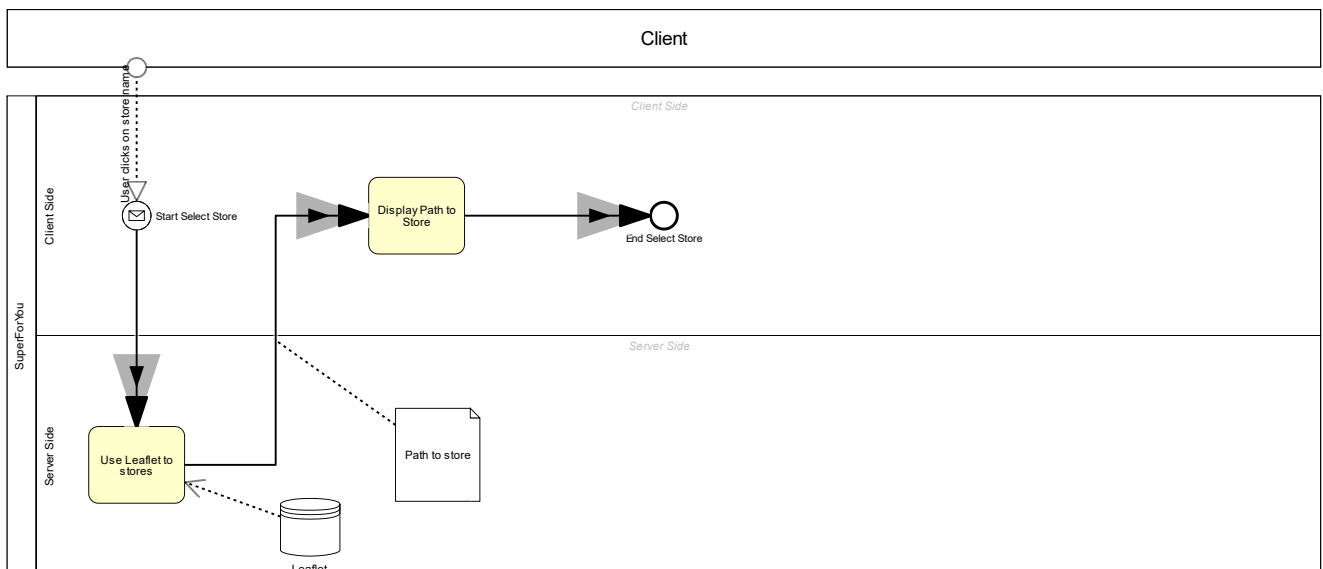 Client
User clicks on store name
Client Side
Client Side
Start Select Store
Display Path to
Store
End Select Store
SuperForYou
Server Side
Server Side
Use Leaflet to
stores
Path to store
Leaflet